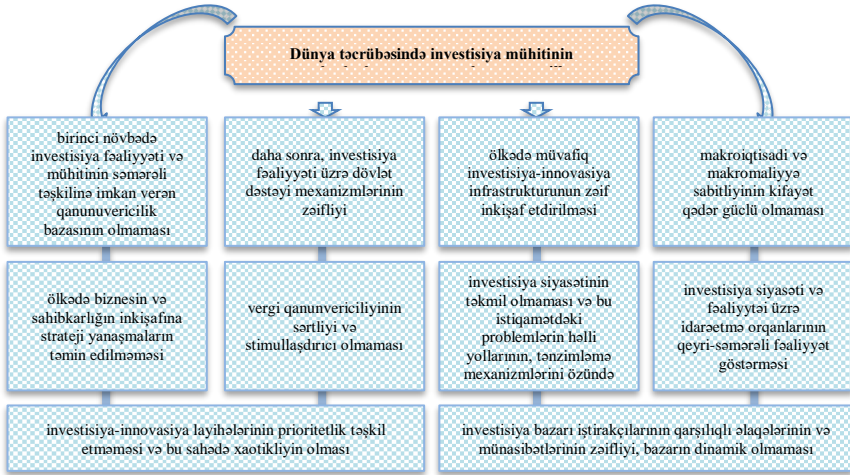 Dünya təcrübəsində investisiya mühitinin
birinci növbədə
investisiya fəaliyyəti və
mühitinin səmərəli
təşkilinə imkan verən
qanunuvericilik
bazasının olmaması
daha sonra, investisiya
fəaliyyəti üzrə dövlət
dəstəyi mexanizmlərinin
zəifliyi
ölkədə müvafiq
investisiya-innovasiya
infrastrukturunun zəif
inkişaf etdirilməsi
makroiqtisadi və
makromaliyyə
sabitliyinin kifayət
qədər güclü olmaması
ölkədə biznesin və
sahibkarlığın inkişafına
strateji yanaşmaların
təmin edilməməsi
vergi qanunvericiliyinin
sərtliyi və
stimullaşdırıcı olmaması
investisiya siyasətinin
təkmil olmaması və bu
istiqamətdəki
problemlərin həlli
yollarının, tənzimləmə
mexanizmlərini özündə
investisiya siyasəti və
fəaliyytəi üzrə
idarəetmə orqanlarının
qeyri-səmərəli fəaliyyət
göstərməsi
investisiya-innovasiya layihələrinin prioritetlik təşkil
etməməsi və bu sahədə xaotikliyin olması
investisiya bazarı iştirakçılarının qarşılıqlı əlaqələrinin və
münasibətlərinin zəifliyi, bazarın dinamik olmaması